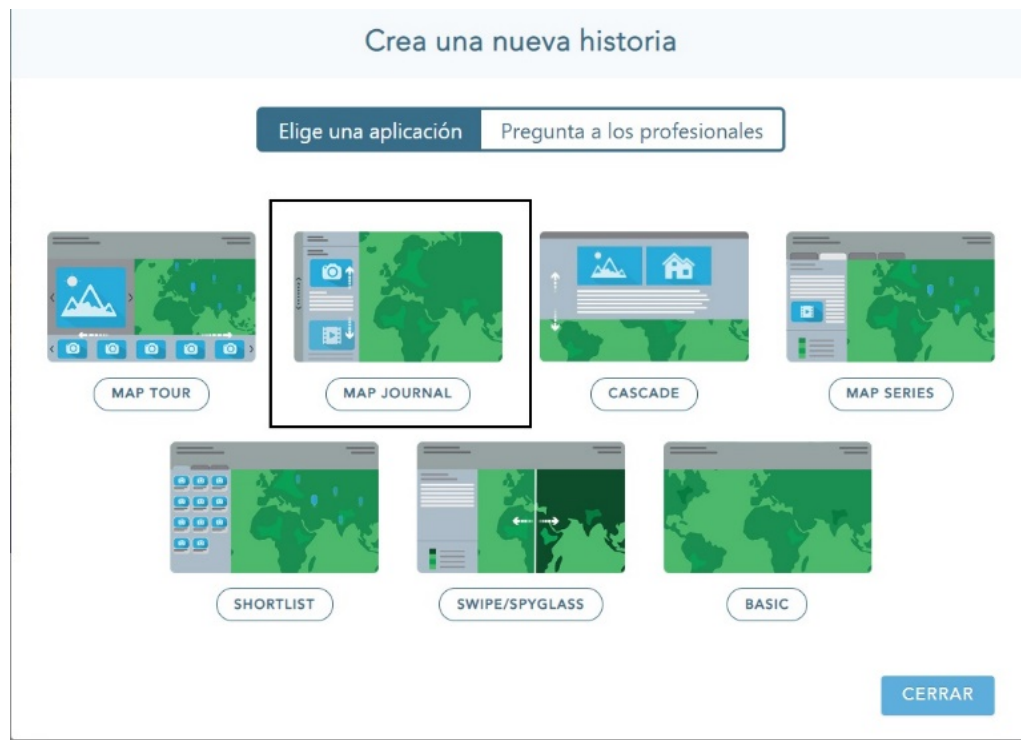 Crea una nueva historia
Elige una aplicación
Pregunta a los profesionales
MAP TOUR
MAP JOURNAL
CASCADE
MAP SERIES
SHORTLIST
SWIPE/SPYGLASS
BASIC
CERRAR